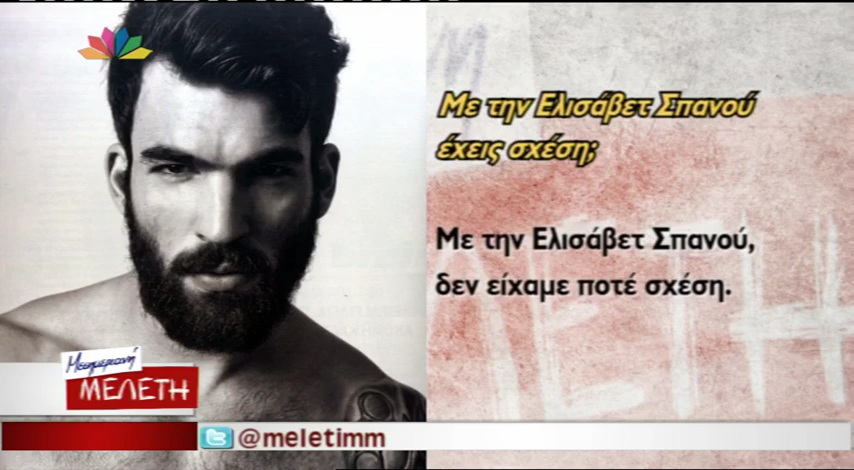 Με την Ελισάβετ Σπανού
έχεις σχέση;
Με την Ελισάβετ Σπανού,
δεν είχαμε ποτέ σχέση.
Μεσημεριανή
ΜΕΛΕΤΗ
@meletimm